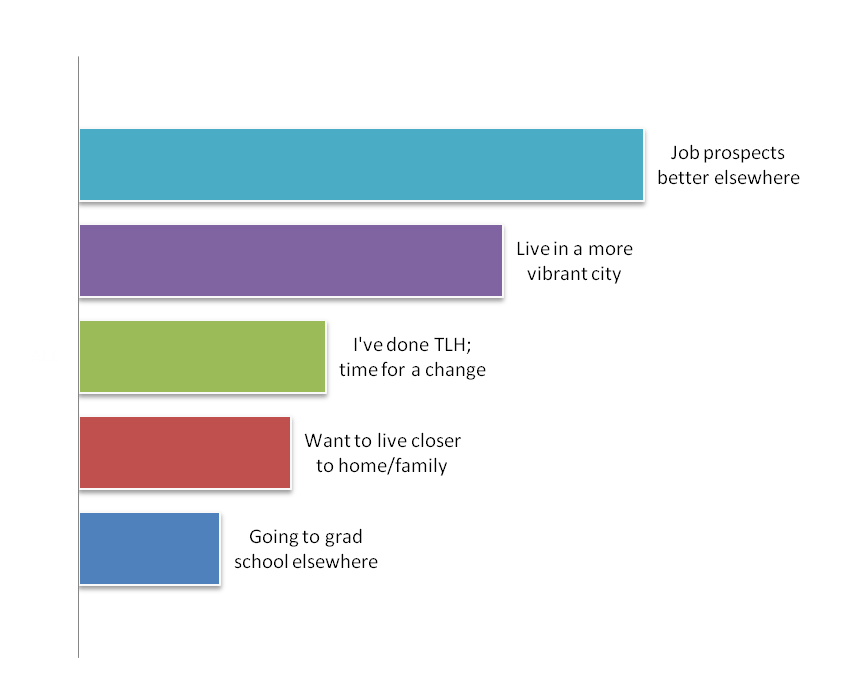 Job prospects
better elsewhere
Live in a more
vibrant city
I've done TLH;
time for a change
Want to live closer
to home/family
Going to grad
school elsewhere